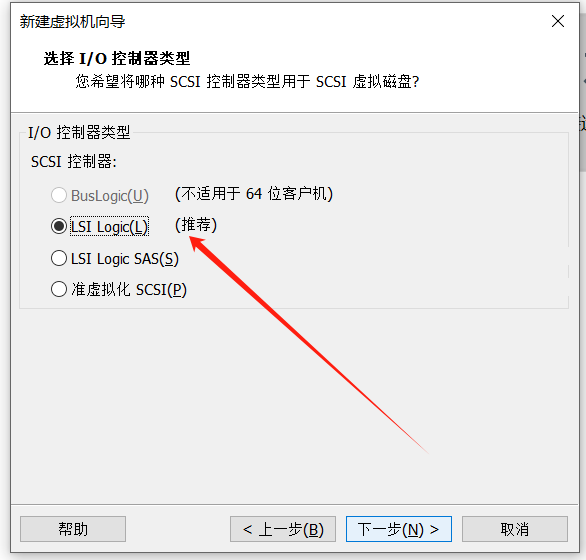 新建虚拟机向导
选择 I/O 控制器类型
您希望将哪种 SCSI 控制器类型用于 SCSI 虚拟磁盘?
I/O 控制器类型
SCSI 控制器:
BusLogic(U) (不适用于 64 位客户机)
LSI Logic(L) (推荐)
LSI Logic SAS(S)
准虚拟化 SCSI(P)
帮助 < 上一步(B) 下一步(N) > 取消